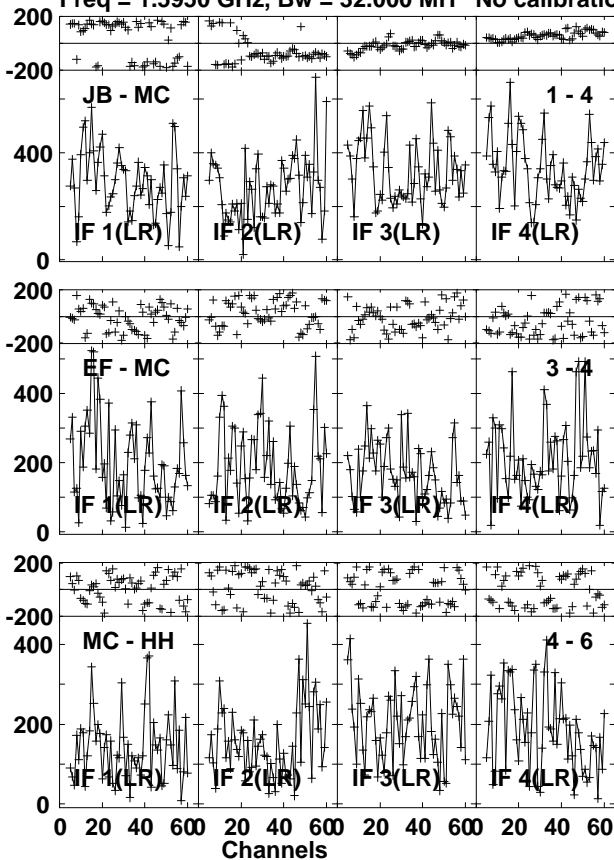 Freq = 1.5950 GHz, Bw = 32.000 MH No calibratio
200
-200
JB - MC
1 - 4
400
IF 1(LR) IF 2(LR) IF 3(LR) IF 4(LR)
0
200
-200
EF - MC
3 - 4
400
200
IF 1(LR) IF 2(LR) IF 3(LR) IF 4(LR)
0
200
-200
MC - HH
4 - 6
400
200
IF 1(LR) IF 2(LR) IF 3(LR) IF 4(LR)
0
0 20 40 60 0 20 40 60 0 20 40 60 0 20 40 60
Channels